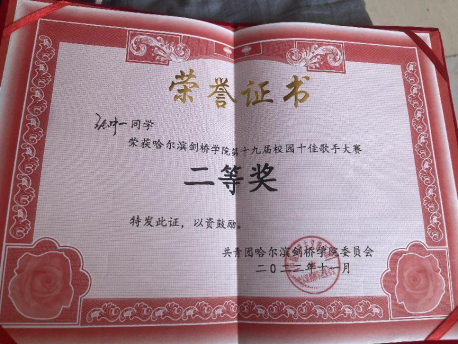 荣誉证书
一同学
荣获哈尔滨剑桥学院第十九届校园十佳歌手大赛
二等奖
特发此证,以资鼓励。
共青团哈尔滨剑桥学院委员会
二〇二二年十一月